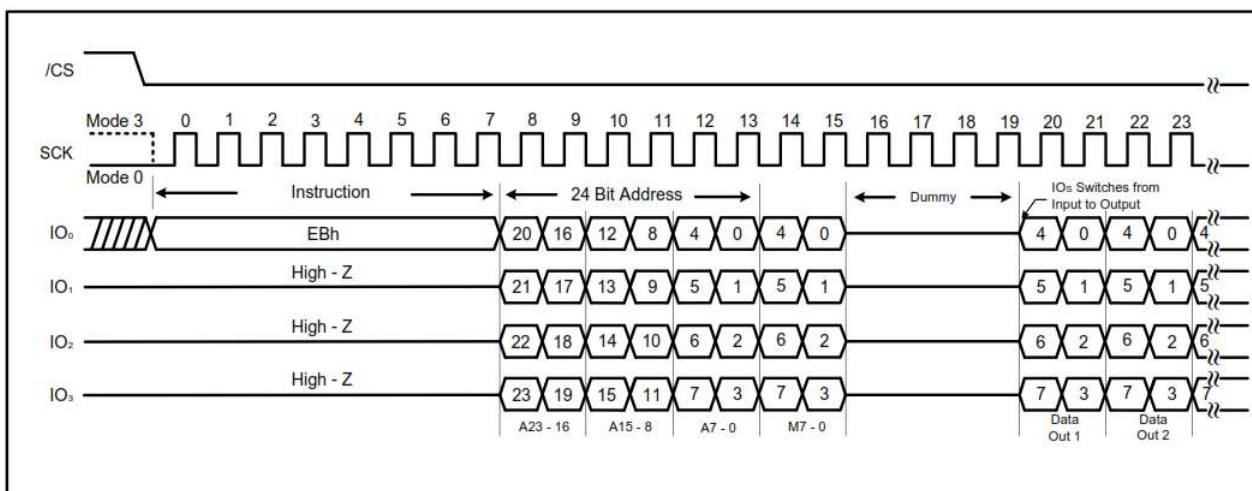 /CS
Mode 3 0 1 2 3 4 5 6 7 8 9 10 11 12 13 14 15 16 17 18 19 20 21 22 23
SCK
Mode 0
Instruction 24 Bit Address Dummy IOs Switches from
Input to Output
IO₀ EBh 20 16 12 8 4 0 4 0 4 0 4 0 4
High - Z
IO₁ 21 17 13 9 5 1 5 1 5 1 5 1 5
High - Z
IO₂ 22 18 14 10 6 2 6 2 6 2 6 2 6
High - Z
IO₃ 23 19 15 11 7 3 7 3 7 3 7 3 7
A23 - 16 A15 - 8 A7 - 0 M7 - 0 Data Data
Out 1 Out 2